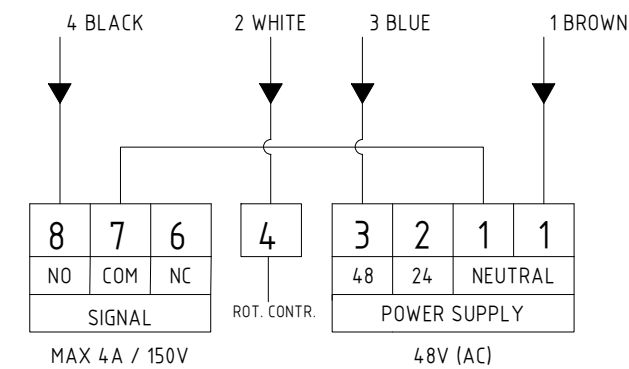 4 BLACK 2 WHITE 3 BLUE 1 BROWN
8 7 6 4 3 2 1 1
NO COM NC 48 24 NEUTRAL
SIGNAL ROT. CONTR. POWER SUPPLY
MAX 4A / 150V 48V (AC)